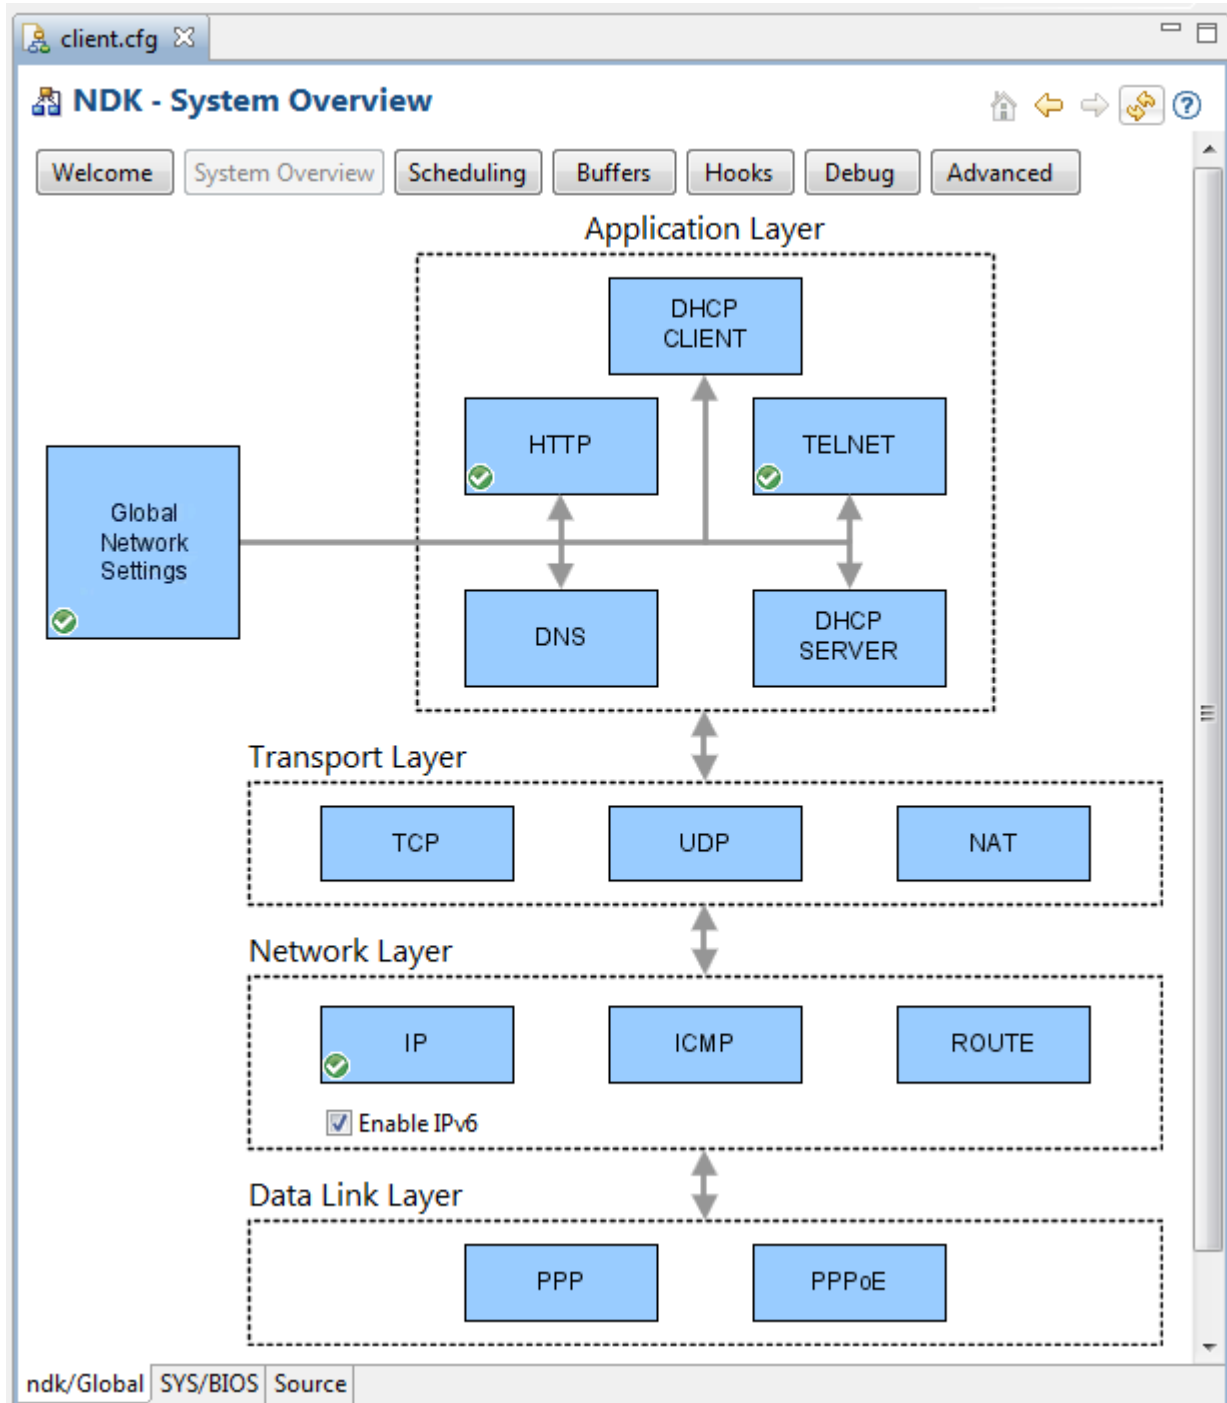 client.cfg
NDK - System Overview
Welcome
System Overview
Scheduling
Buffers
Hooks
Debug
Advanced
Application Layer
DHCP
CLIENT
HTTP
TELNET
Global
Network
Settings
DNS
DHCP
SERVER
Transport Layer
TCP
UDP
NAT
Network Layer
IP
ICMP
ROUTE
Enable IPv6
Data Link Layer
PPP
PPPoE
ndk/Global
SYS/BIOS
Source